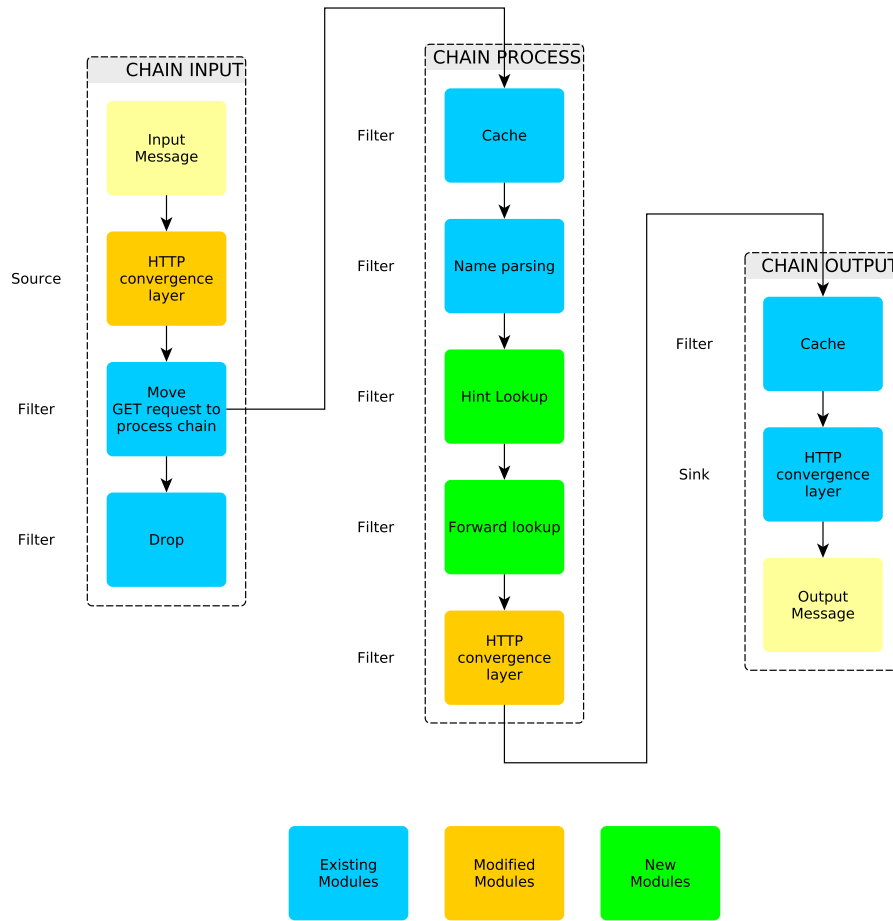 CHAIN INPUT
Input
Message
Source
HTTP
convergence
layer
Filter
Move
GET request to
process chain
Filter
Drop
CHAIN PROCESS
Filter
Cache
Filter
Name parsing
Filter
Hint Lookup
Filter
Forward lookup
Filter
HTTP
convergence
layer
CHAIN OUTPUT
Filter
Cache
Sink
HTTP
convergence
layer
Output
Message
Existing
Modules
Modified
Modules
New
Modules